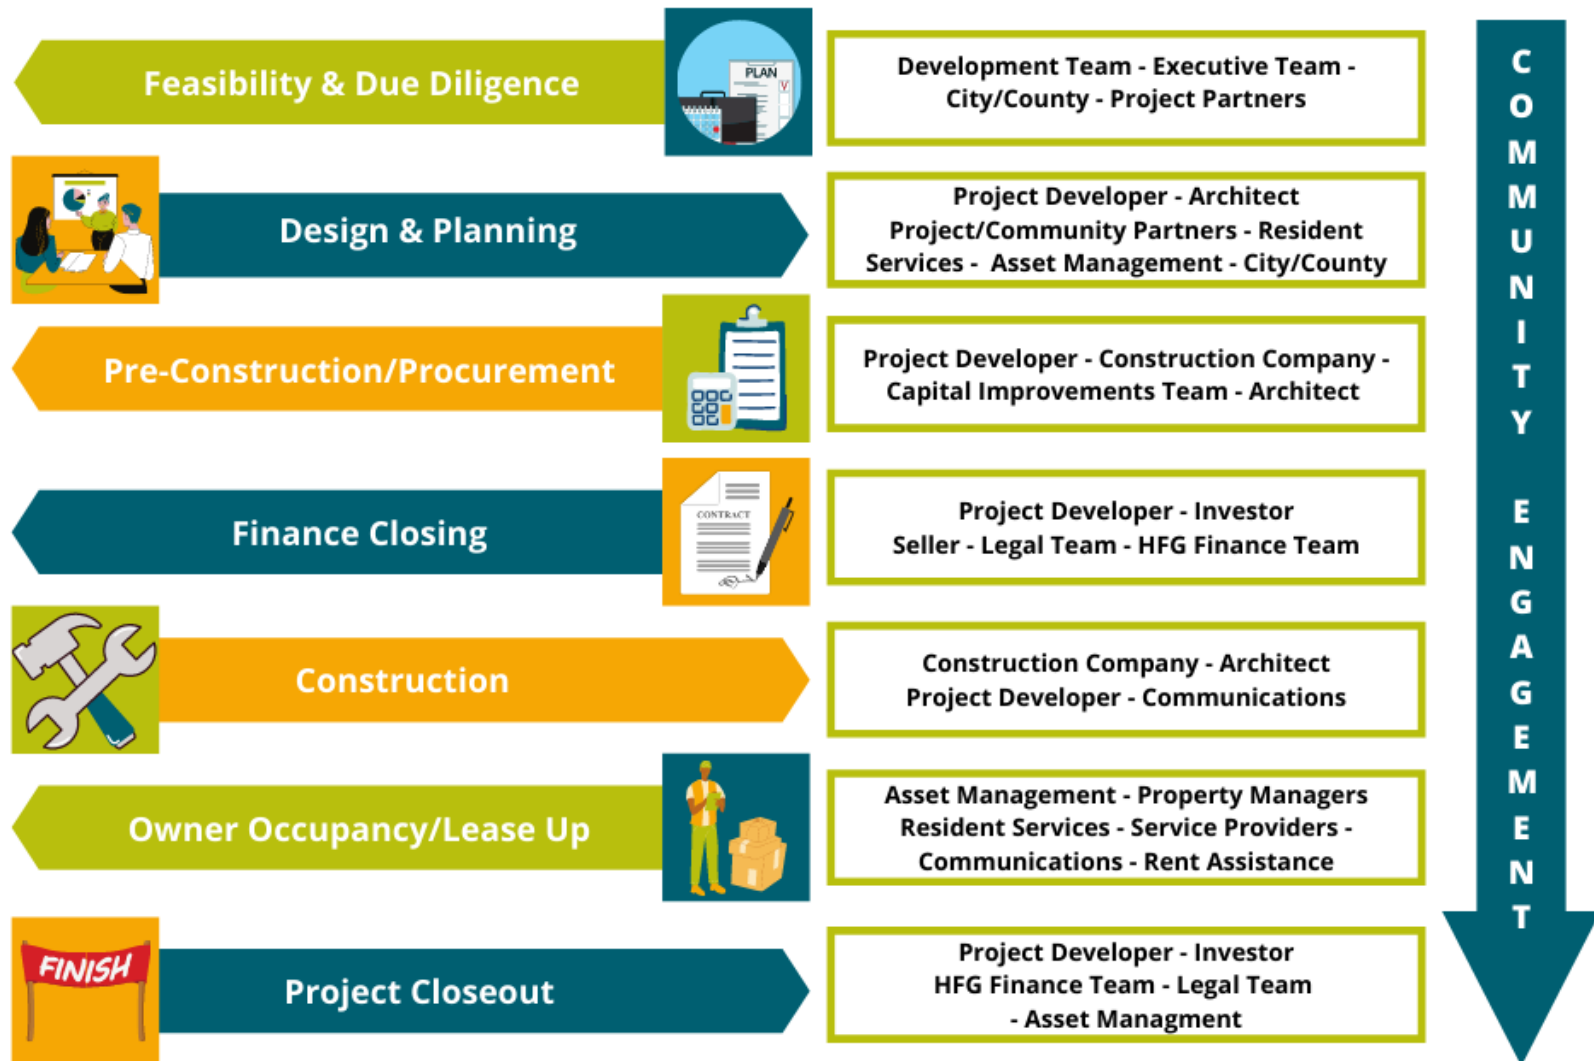 Feasibility & Due Diligence
PLAN
Development Team - Executive Team -
City/County - Project Partners
Design & Planning
Project Developer - Architect
Project/Community Partners - Resident
Services -  Asset Management - City/County
Pre-Construction/Procurement
Project Developer - Construction Company -
Capital Improvements Team - Architect
Finance Closing
CONTRACT
Project Developer - Investor
Seller - Legal Team - HFG Finance Team
Construction
Construction Company - Architect
Project Developer - Communications
Owner Occupancy/Lease Up
Asset Management - Property Managers
Resident Services - Service Providers -
Communications - Rent Assistance
FINISH
Project Closeout
Project Developer - Investor
HFG Finance Team - Legal Team
- Asset Managment
COMMUNITY ENGAGEMENT